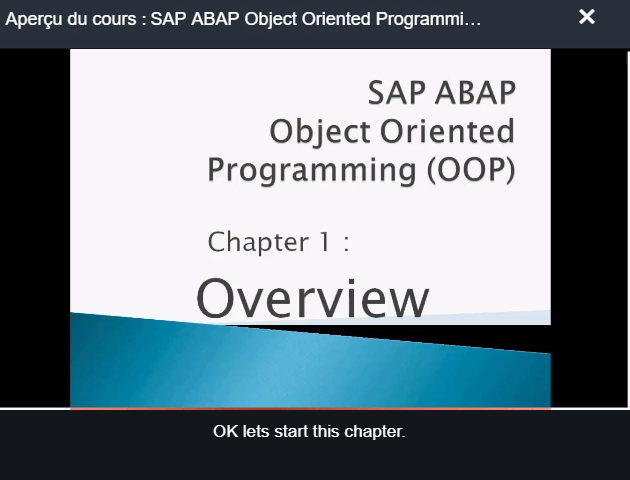 Aperçu du cours : SAP ABAP Object Oriented Programmi...
SAP ABAP
Object Oriented
Programming (OOP)
Chapter 1 :
Overview
OK lets start this chapter.